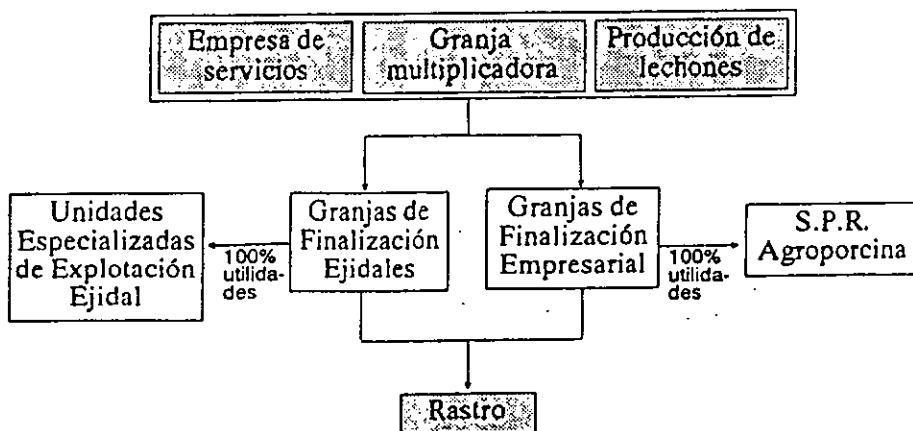 Empresa de
servicios
Granja
multiplicadora
Producción de
lechones
Unidades
Especializadas
de Explotación
Ejidal
100%
utilida-
des
Granjas de
Finalización
Ejidales
Granjas de
Finalización
Empresarial
100%
utilida-
des
S.P.R.
Agroporcina
Rastro